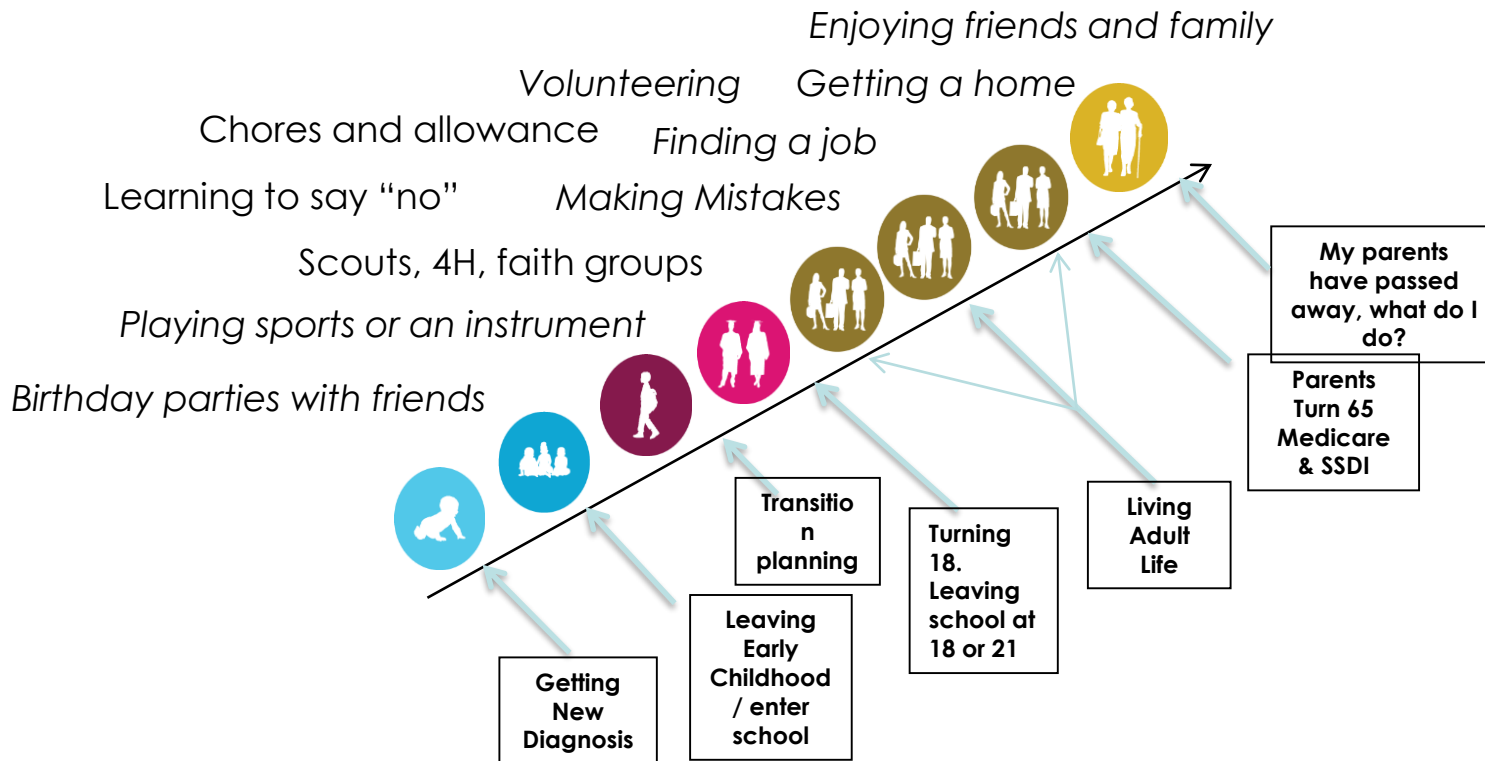 Enjoying friends and family
Volunteering
Getting a home
Chores and allowance
Finding a job
Learning to say “no”
Making Mistakes
Scouts, 4H, faith groups
Playing sports or an instrument
Birthday parties with friends
My parents
have passed
away, what do I
do?
Parents
Turn 65
Medicare
& SSDI
Living
Adult
Life
Turning
18.
Leaving
school at
18 or 21
Transitio
n
planning
Leaving
Early
Childhood
/ enter
school
Getting
New
Diagnosis